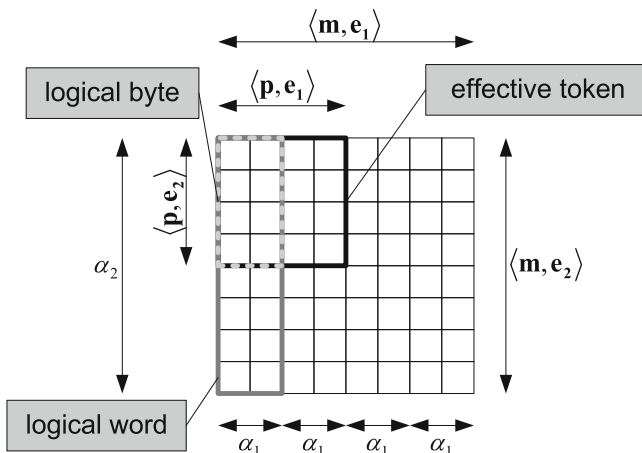 ⟨m, e₁⟩
logical byte
⟨p, e₁⟩
effective token
⟨p, e₂⟩
α₂
⟨m, e₂⟩
logical word
α₁ α₁ α₁ α₁